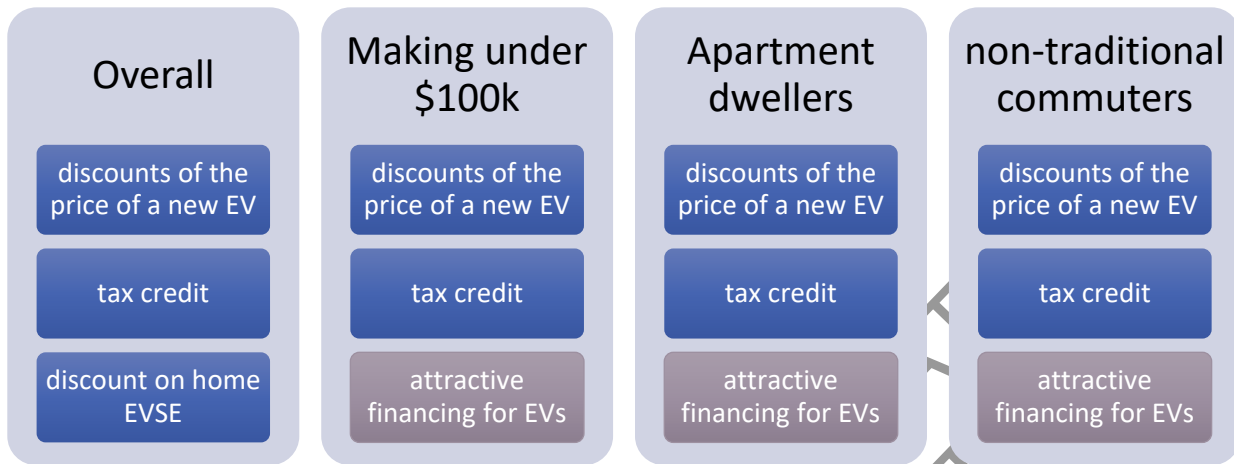 Overall
discounts of the
price of a new EV
tax credit
discount on home
EVSE
Making under
$100k
discounts of the
price of a new EV
tax credit
attractive
financing for EVs
Apartment
dwellers
discounts of the
price of a new EV
tax credit
attractive
financing for EVs
non-traditional
commuters
discounts of the
price of a new EV
tax credit
attractive
financing for EVs